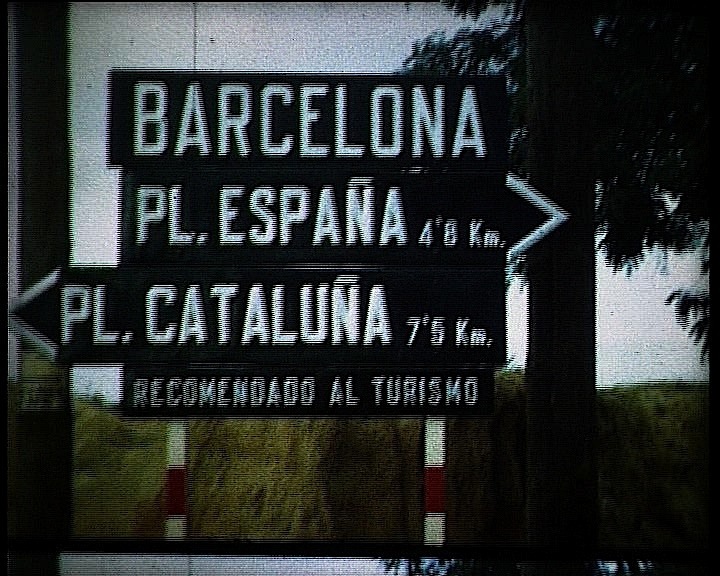 BARCELONA
PL. ESPAÑA 4'8 Km.
PL. CATALUÑA 7'5 Km.
RECOMENDADO AL TURISMO